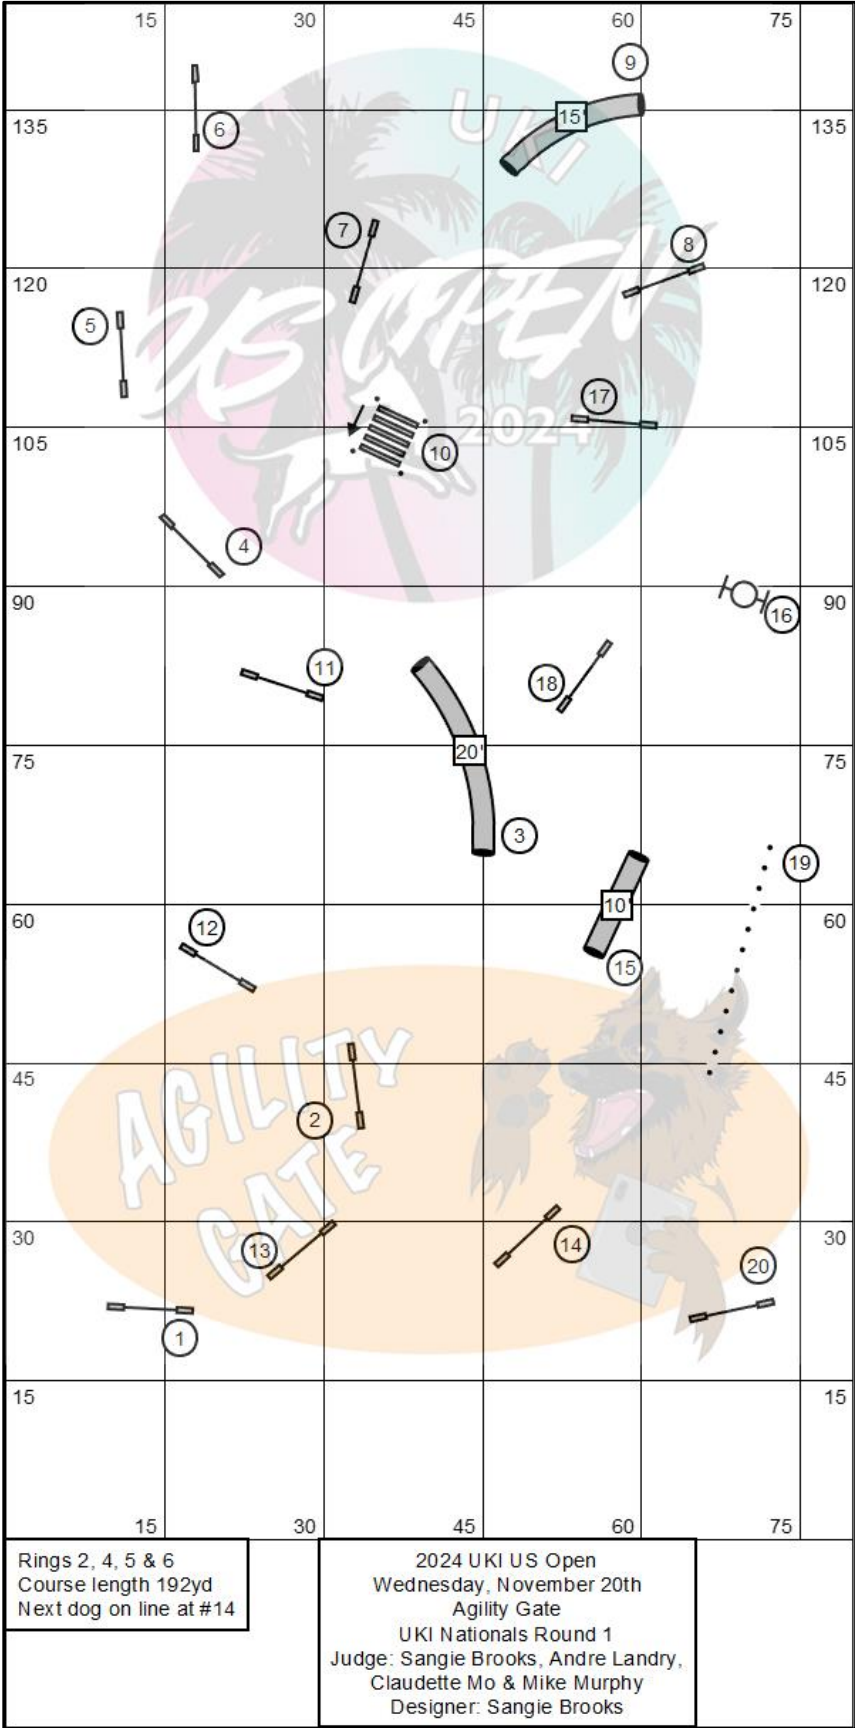 15 30 45 60 75
9
135 15' 135
6
UKI
7
8
120 120
5
US OPEN
17
2024
105 105
10
4
90 90
16
11
18
75 20' 75
3
19
60 10' 60
12
15
45 45
AGILITY
2
GATE
30 30
13 14
20
1
15 15
15 30 45 60 75
Rings 2, 4, 5 & 6
Course length 192yd
Next dog on line at #14
2024 UKI US Open
Wednesday, November 20th
Agility Gate
UKI Nationals Round 1
Judge: Sangie Brooks, Andre Landry,
Claudette Mo & Mike Murphy
Designer: Sangie Brooks